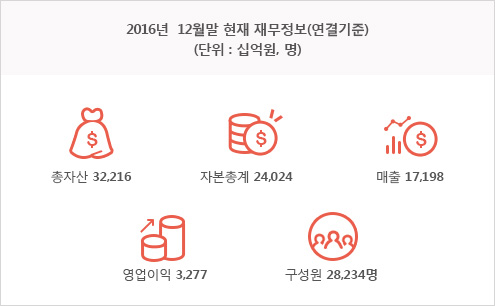 2016년 12월말 현재 재무정보(연결기준)
(단위 : 십억원, 명)
총자산 32,216
자본총계 24,024
매출 17,198
영업이익 3,277
구성원 28,234명